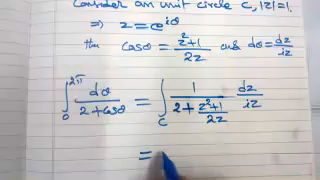 Consider an unit circle C, |z|=1.
⇒ z = e^{iθ}
then cosθ = (z²+1)/(2z) and dθ = dz/(iz)
∫_0^{2π} dθ/(2+cosθ) = ∫_C 1/(2 + (z²+1)/(2z)) dz/(iz)
=